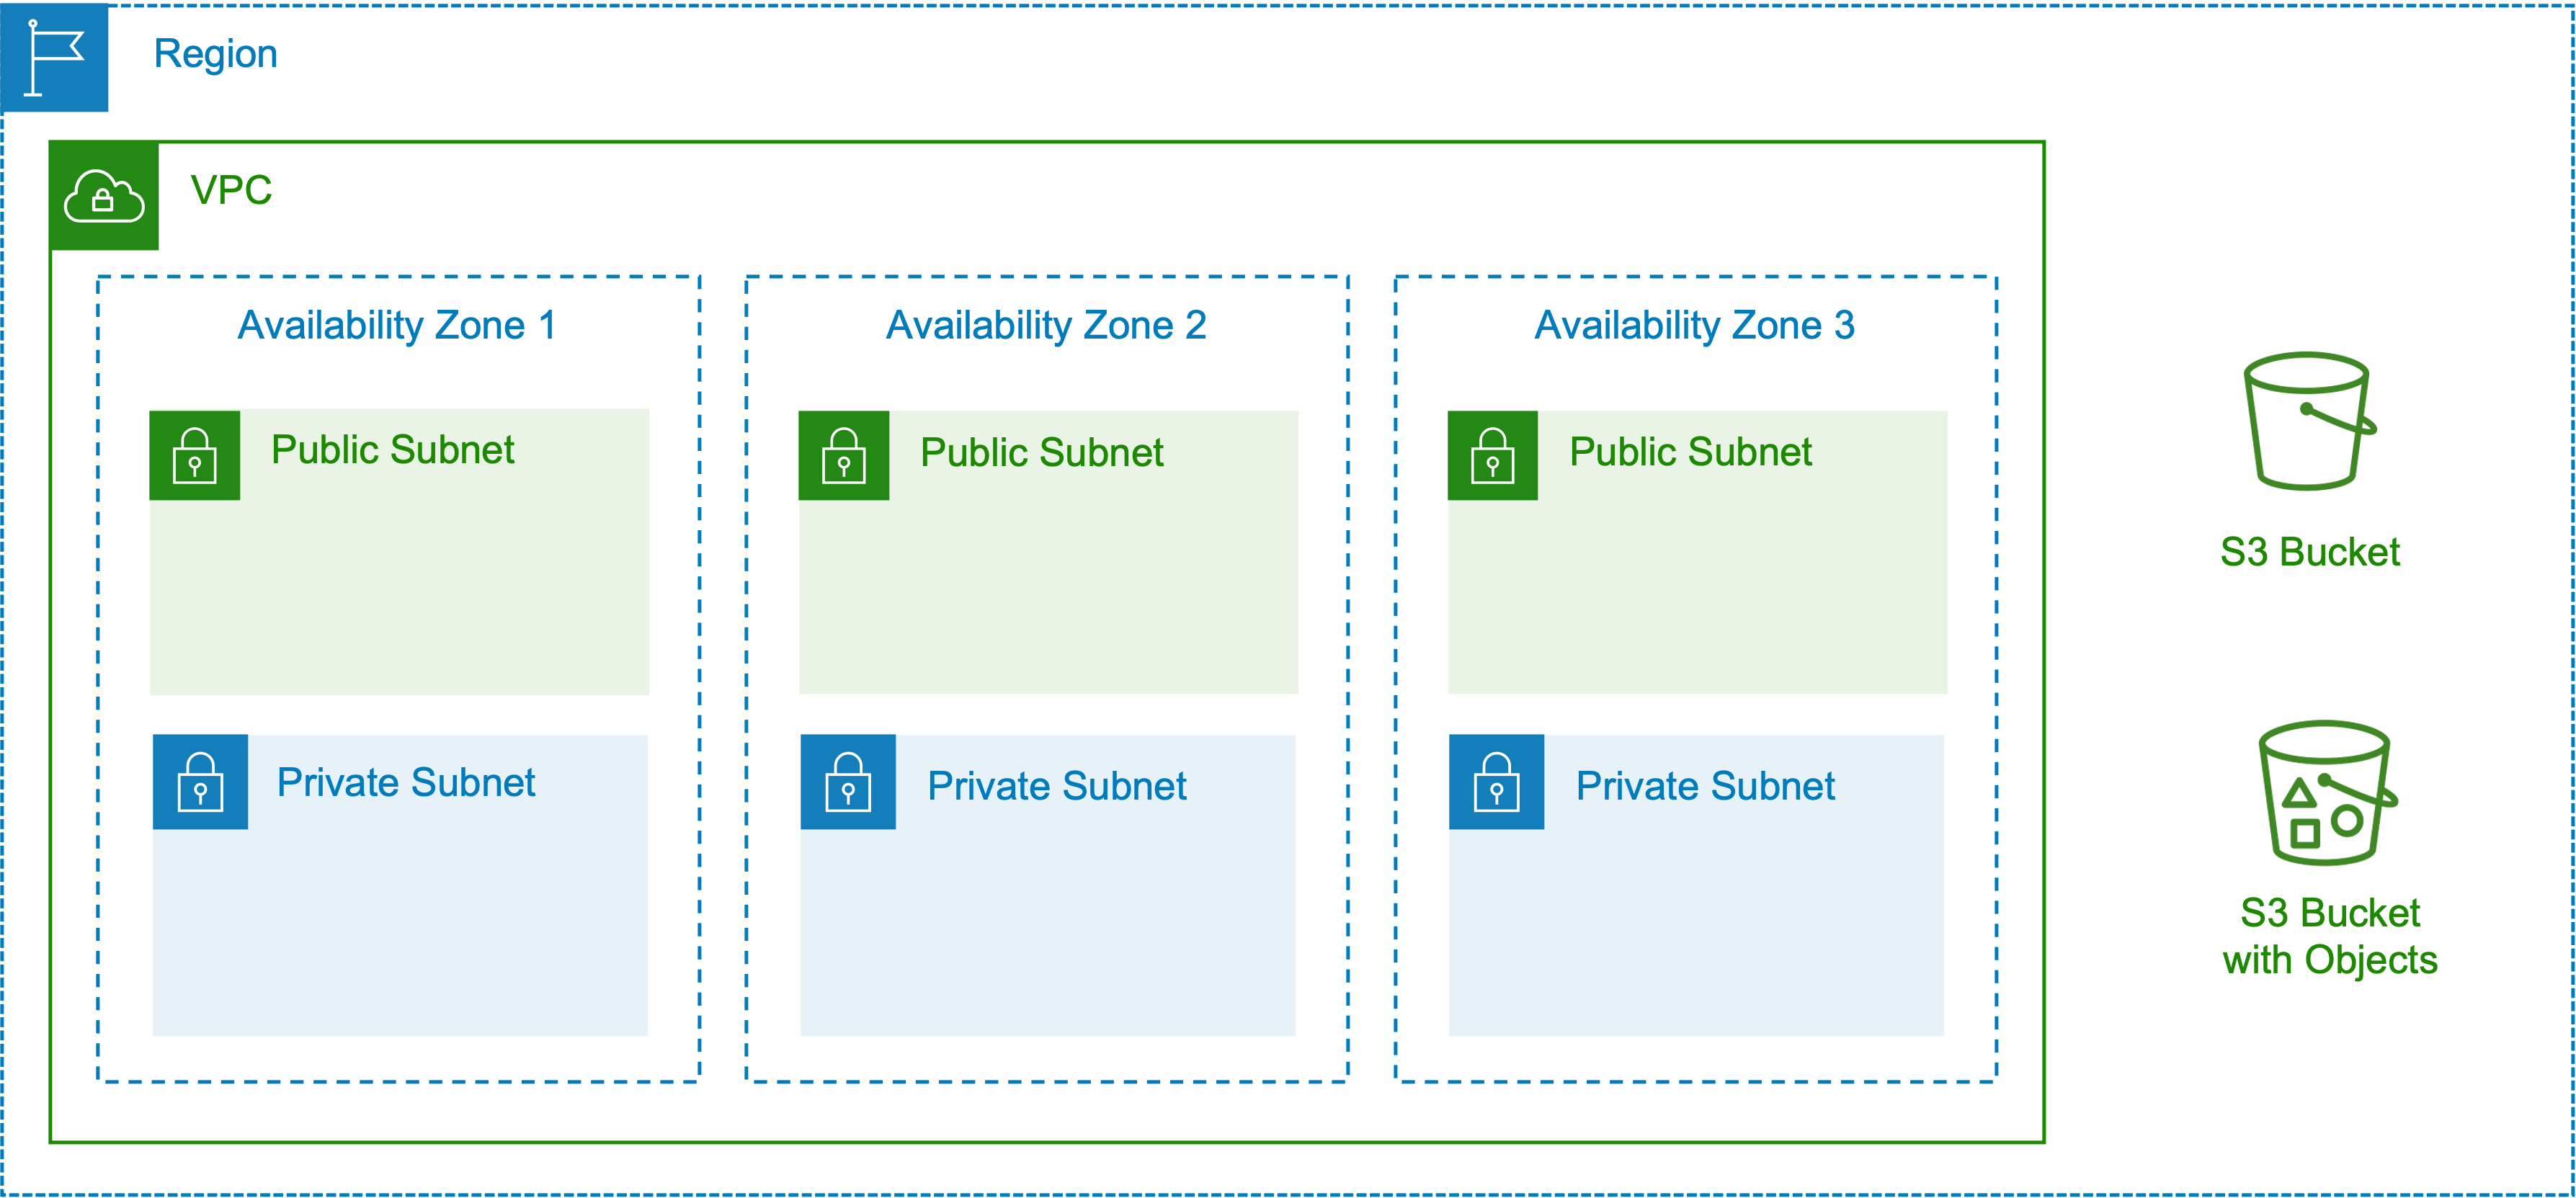 Region
VPC
Availability Zone 1
Availability Zone 2
Availability Zone 3
Public Subnet
Public Subnet
Public Subnet
S3 Bucket
Private Subnet
Private Subnet
Private Subnet
S3 Bucket
with Objects